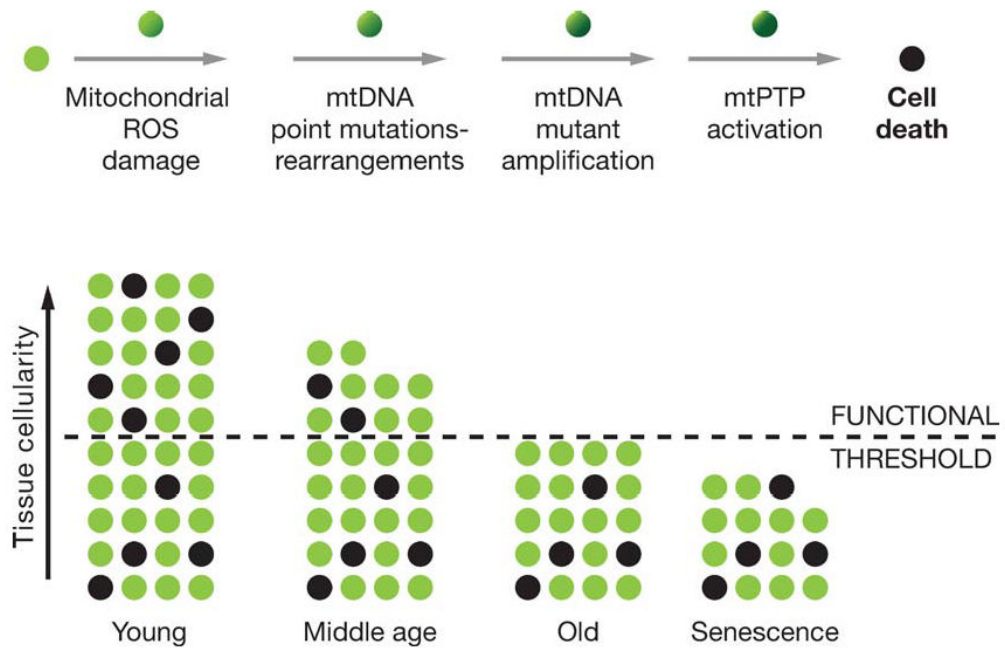 Mitochondrial
ROS
damage
mtDNA
point mutations-
rearrangements
mtDNA
mutant
amplification
mtPTP
activation
Cell
death
Tissue cellularity
FUNCTIONAL
THRESHOLD
Young
Middle age
Old
Senescence